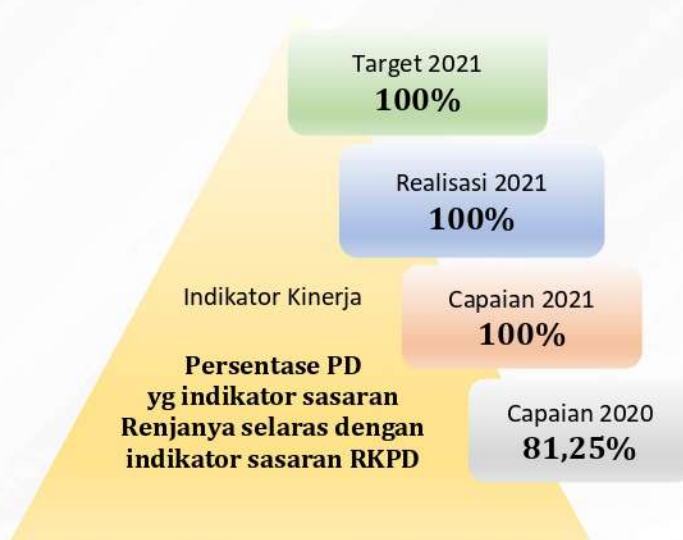 Target 2021
100%
Realisasi 2021
100%
Indikator Kinerja
Capaian 2021
100%
Persentase PD
yg indikator sasaran
Renjanya selaras dengan
indikator sasaran RKPD
Capaian 2020
81,25%